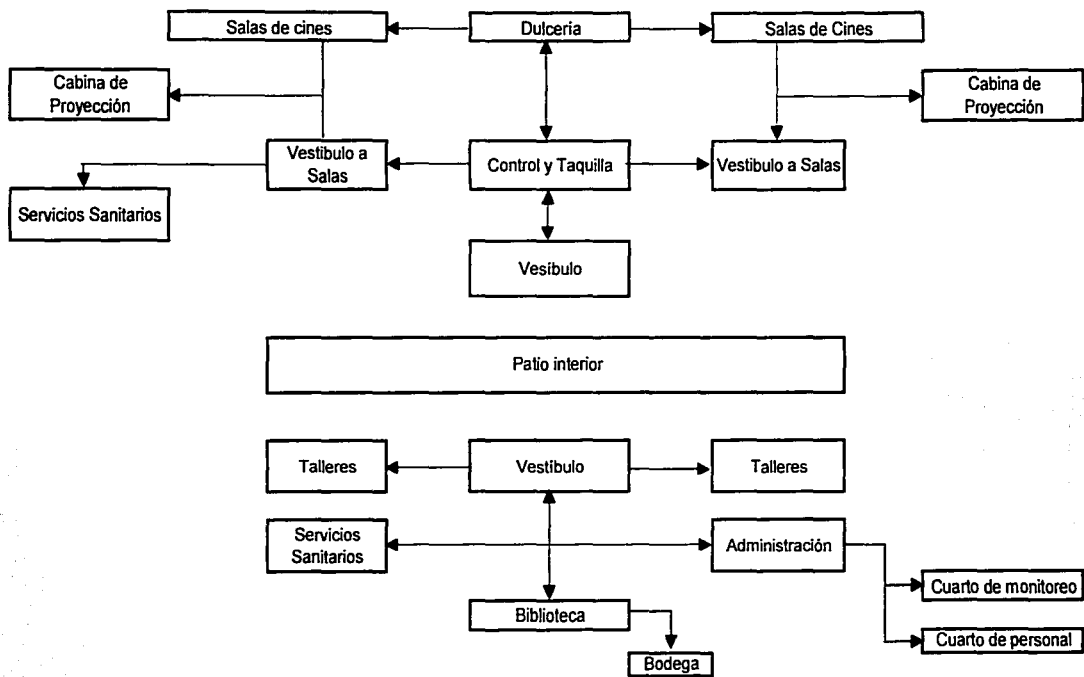 Salas de cines
Dulcería
Salas de Cines
Cabina de
Proyección
Cabina de
Proyección
Vestíbulo a
Salas
Control y Taquilla
Vestíbulo a Salas
Servicios Sanitarios
Vesíbulo
Patio interior
Talleres
Vestíbulo
Talleres
Servicios
Sanitarios
Administración
Cuarto de monitoreo
Biblioteca
Cuarto de personal
Bodega